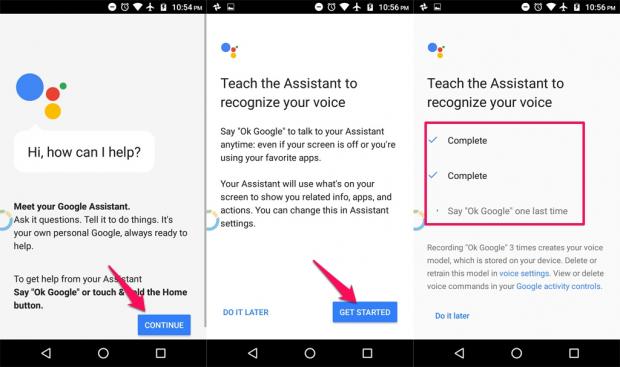 10:54 PM
Hi, how can I help?
Meet your Google Assistant.
Ask it questions. Tell it to do things. It's
your own personal Google, always ready to
help.
To get help from your Assistant
Say "Ok Google" or touch & hold the Home
button.
CONTINUE
10:56 PM
Teach the Assistant to
recognize your voice
Say "Ok Google" to talk to your Assistant
anytime: even if your screen is off or you're
using your favorite apps.
Your Assistant will use what's on your
screen to show you related info, apps, and
actions. You can change this in Assistant
settings.
DO IT LATER
GET STARTED
10:56 PM
Teach the Assistant to
recognize your voice
Complete
Complete
Say "Ok Google" one last time
Recording "Ok Google" 3 times creates your voice
model, which is stored on your device. Delete or
retrain this model in voice settings. View or delete
voice commands in your Google activity controls.
Do it later